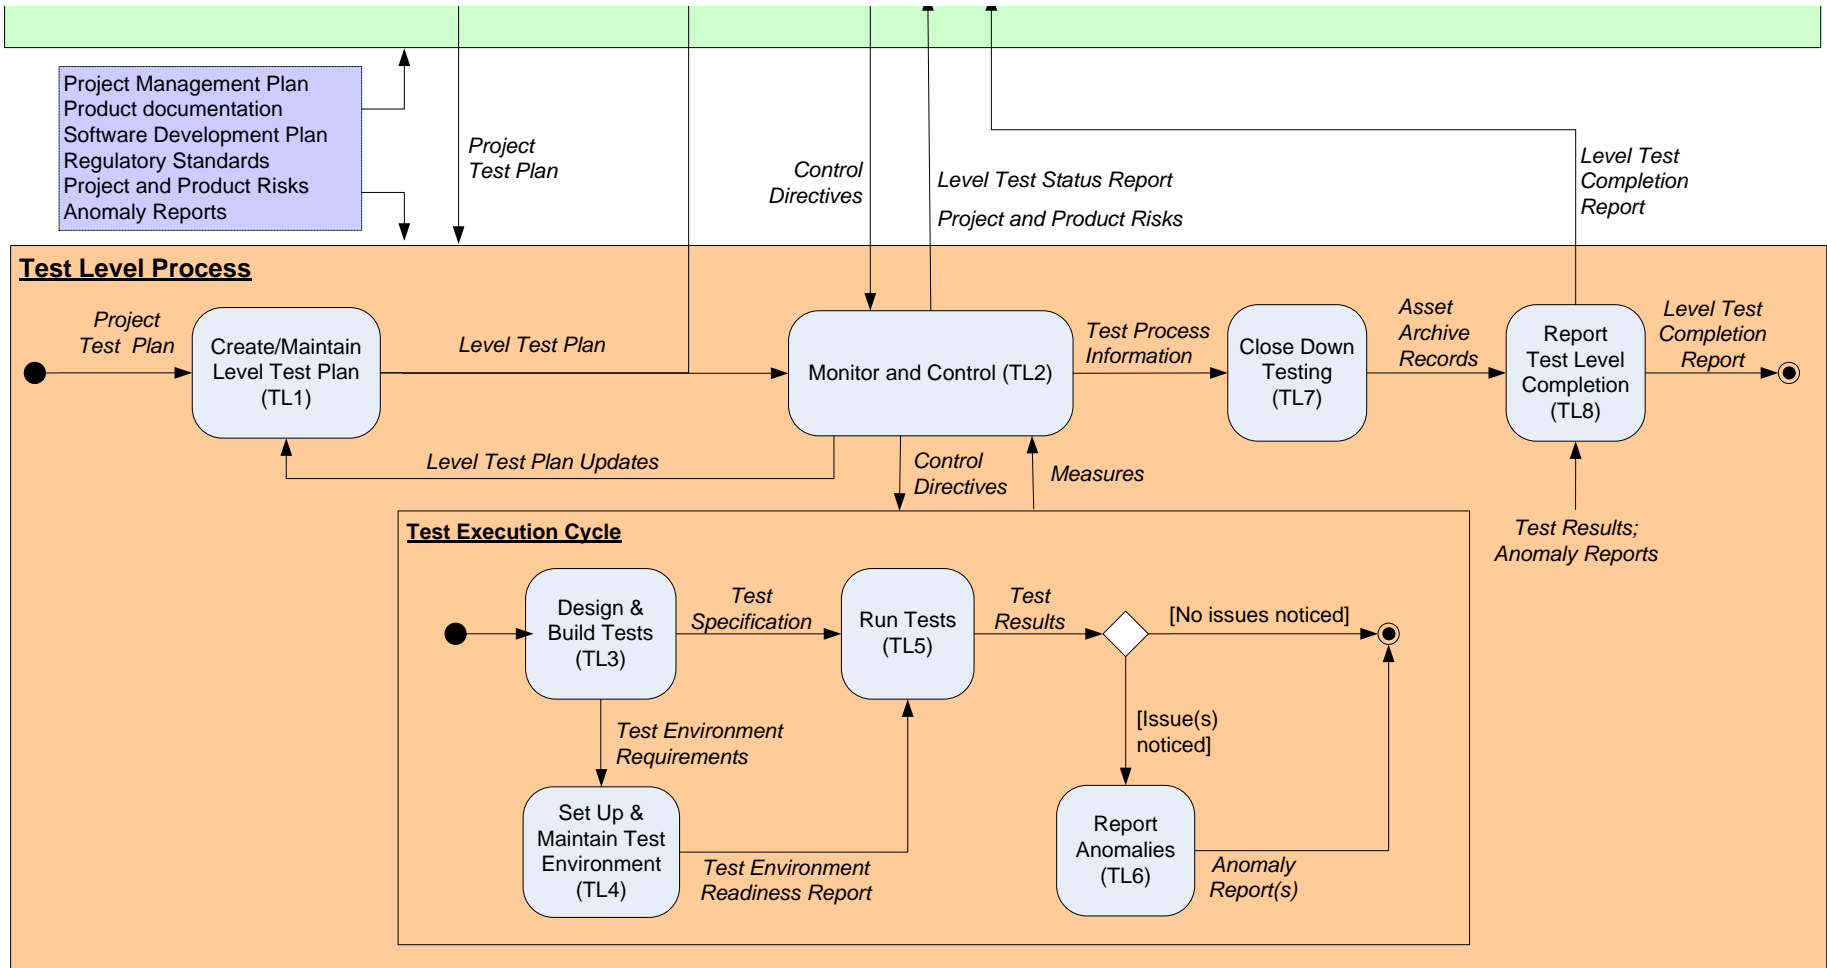 Project Management Plan
Product documentation
Software Development Plan
Regulatory Standards
Project and Product Risks
Anomaly Reports
Project
Test Plan
Control
Directives
Level Test Status Report
Project and Product Risks
Level Test
Completion
Report
Test Level Process
Project
Test Plan
Create/Maintain
Level Test Plan
(TL1)
Level Test Plan
Monitor and Control (TL2)
Test Process
Information
Close Down
Testing
(TL7)
Asset
Archive
Records
Report
Test Level
Completion
(TL8)
Level Test
Completion
Report
Level Test Plan Updates
Control
Directives
Measures
Test Results;
Anomaly Reports
Test Execution Cycle
Design &
Build Tests
(TL3)
Test
Specification
Run Tests
(TL5)
Test
Results
[No issues noticed]
Test Environment
Requirements
[Issue(s)
noticed]
Set Up &
Maintain Test
Environment
(TL4)
Test Environment
Readiness Report
Report
Anomalies
(TL6)
Anomaly
Report(s)